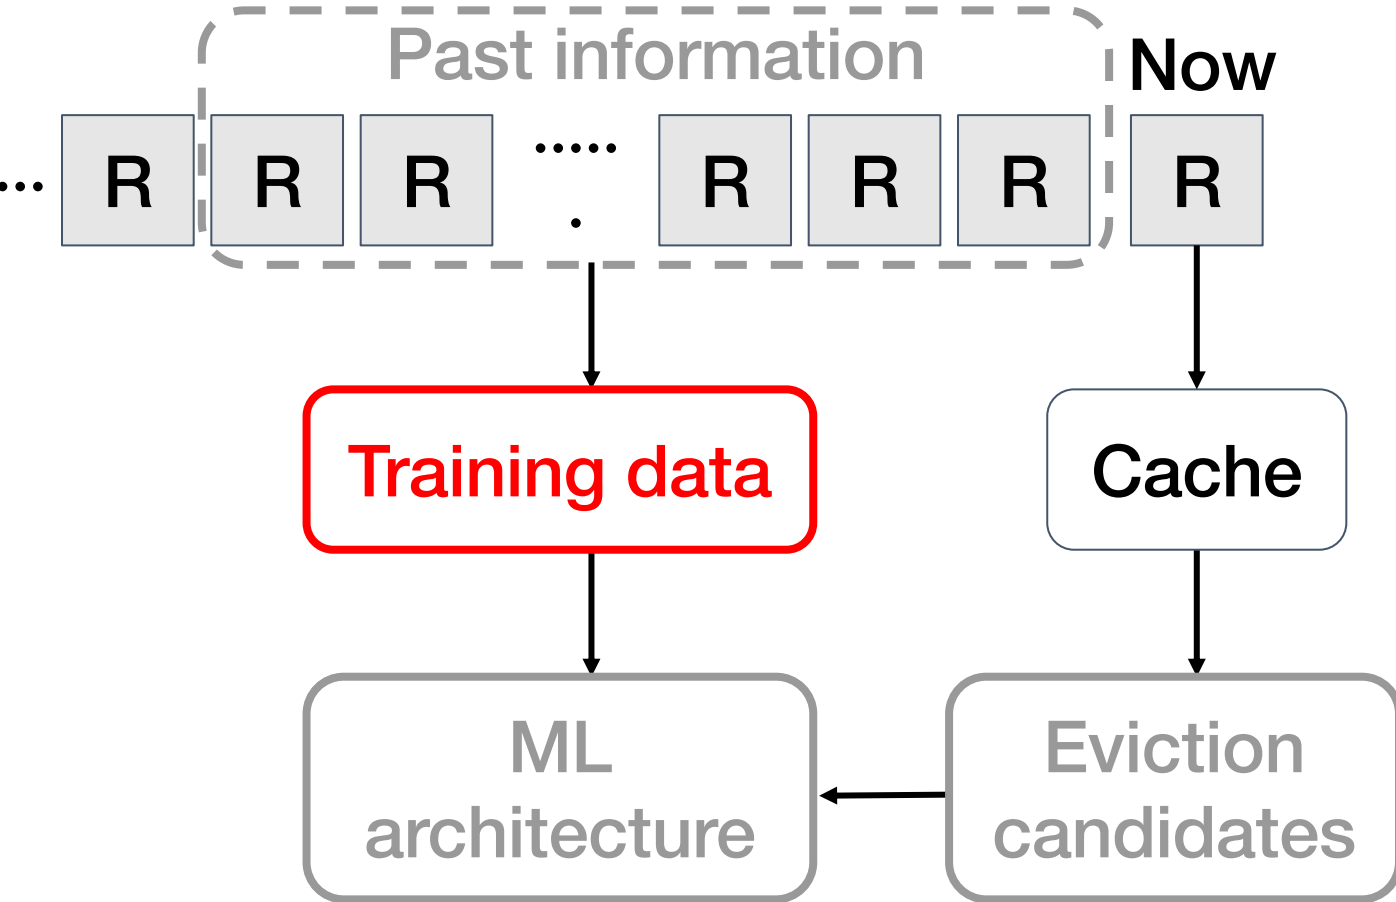 Past information
Now
... R R R ..... R R R R
.
Training data
Cache
ML
architecture
Eviction
candidates